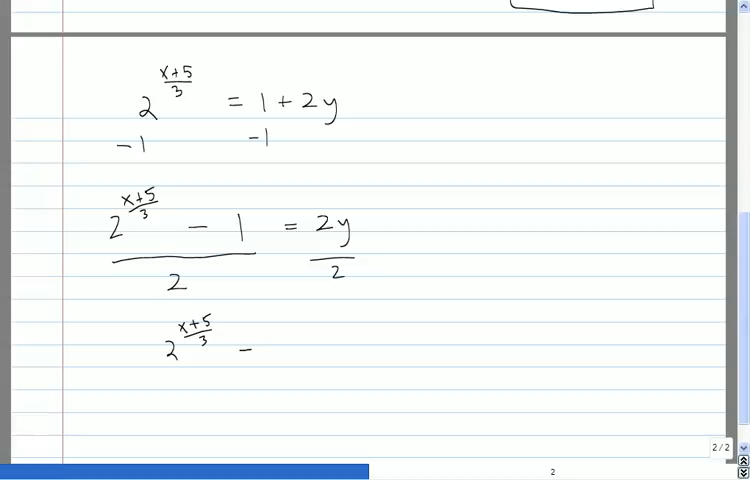 2^((x+5)/3) = 1 + 2y
-1 -1
(2^((x+5)/3) - 1)/2 = 2y/2
2^((x+5)/3) -
2/2
2